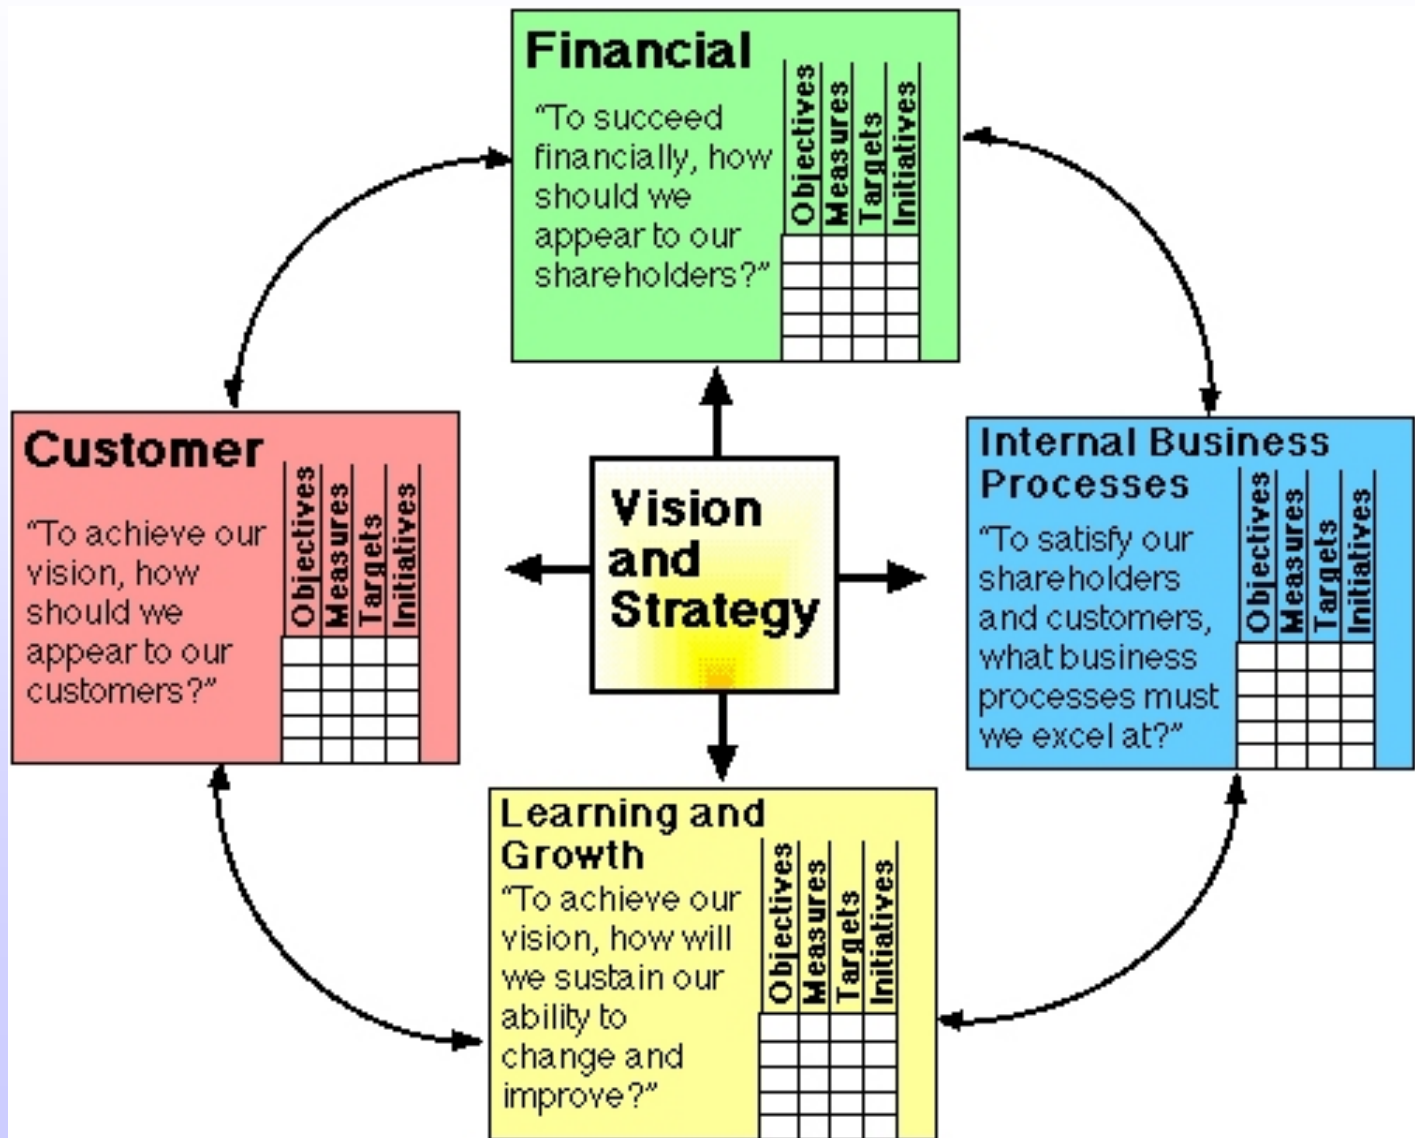 Financial
“To succeed
financially, how
should we
appear to our
shareholders?”
Objectives
Measures
Targets
Initiatives
Customer
“To achieve our
vision, how
should we
appear to our
customers?”
Objectives
Measures
Targets
Initiatives
Vision
and
Strategy
Internal Business
Processes
“To satisfy our
shareholders
and customers,
what business
processes must
we excel at?”
Objectives
Measures
Targets
Initiatives
Learning and
Growth
“To achieve our
vision, how will
we sustain our
ability to
change and
improve?”
Objectives
Measures
Targets
Initiatives